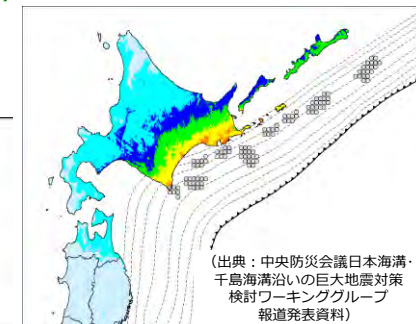 (出典：中央防災会議日本海溝・
千島海溝沿いの巨大地震対策
検討ワーキンググループ
報道発表資料)